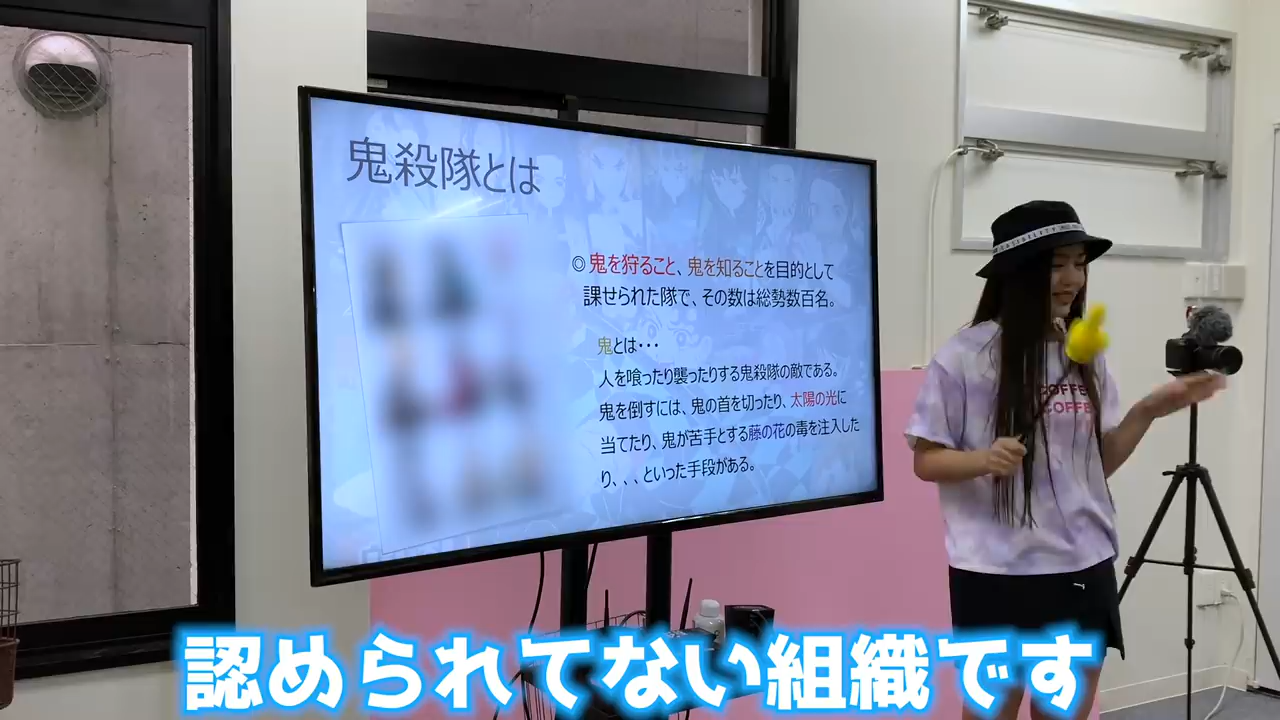 鬼殺隊とは
◎鬼を狩ること、鬼を知ることを目的として
課せられた隊で、その数は総勢数百名。
鬼とは・・・
人を喰ったり襲ったりする鬼殺隊の敵である。
鬼を倒すには、鬼の首を切ったり、太陽の光に
当てたり、鬼が苦手とする藤の花の毒を注入した
り、、、といった手段がある。
COFFEE
COFFEE
認められてない組織です